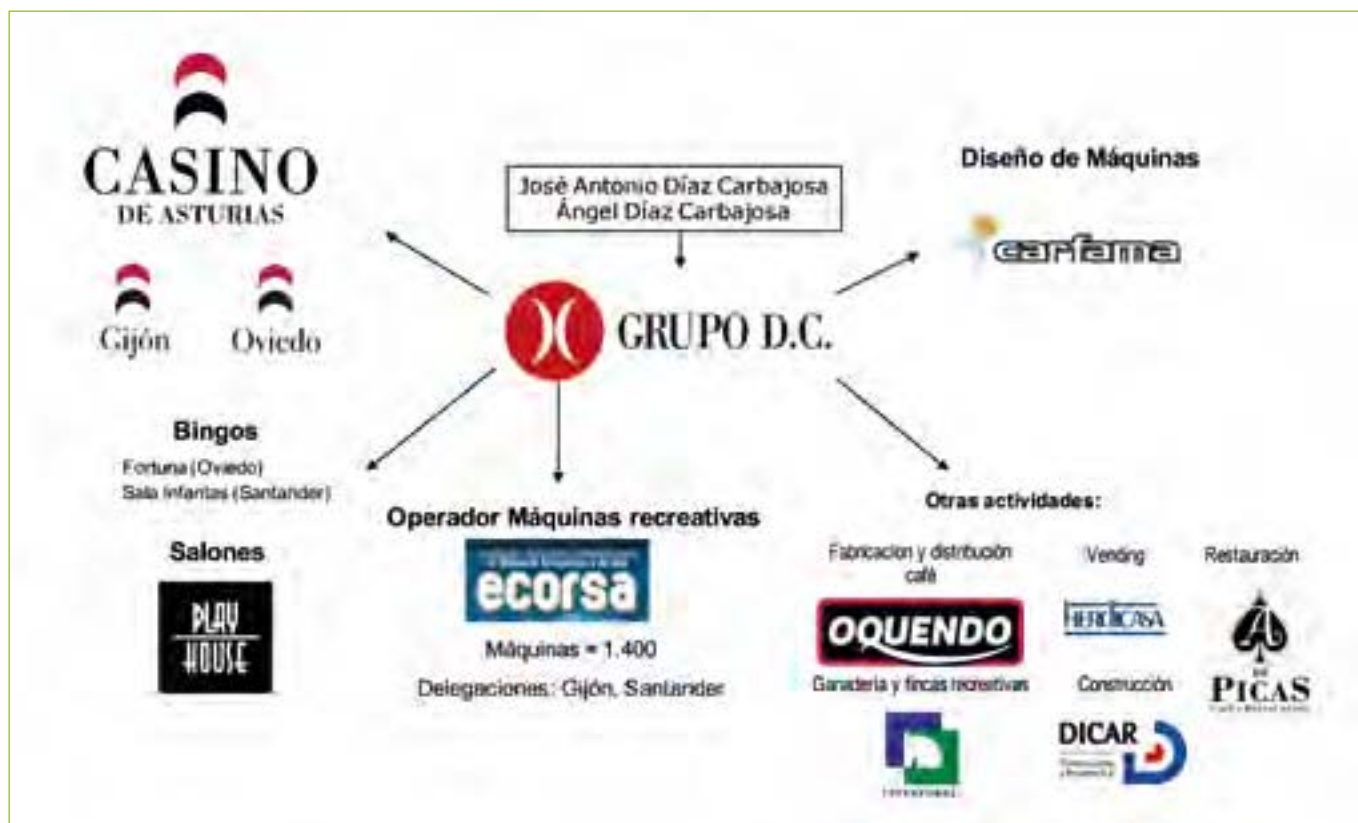 CASINO
DE ASTURIAS
Gijón
Oviedo
José Antonio Díaz Carbajosa
Ángel Díaz Carbajosa
GRUPO D.C.
Diseño de Máquinas
carfama
Bingos
Fortuna (Oviedo)
Sala Infantas (Santander)
Salones
PLAY
HOUSE
Operador Máquinas recreativas
ecorsa
Máquinas = 1.400
Delegaciones: Gijón, Santander
Otras actividades:
Fabricacion y distribución
café
OQUENDO
Ganadería y fincas recreativas
Vending
Construcción
DICAR
Restauración
A
DE
PICAS